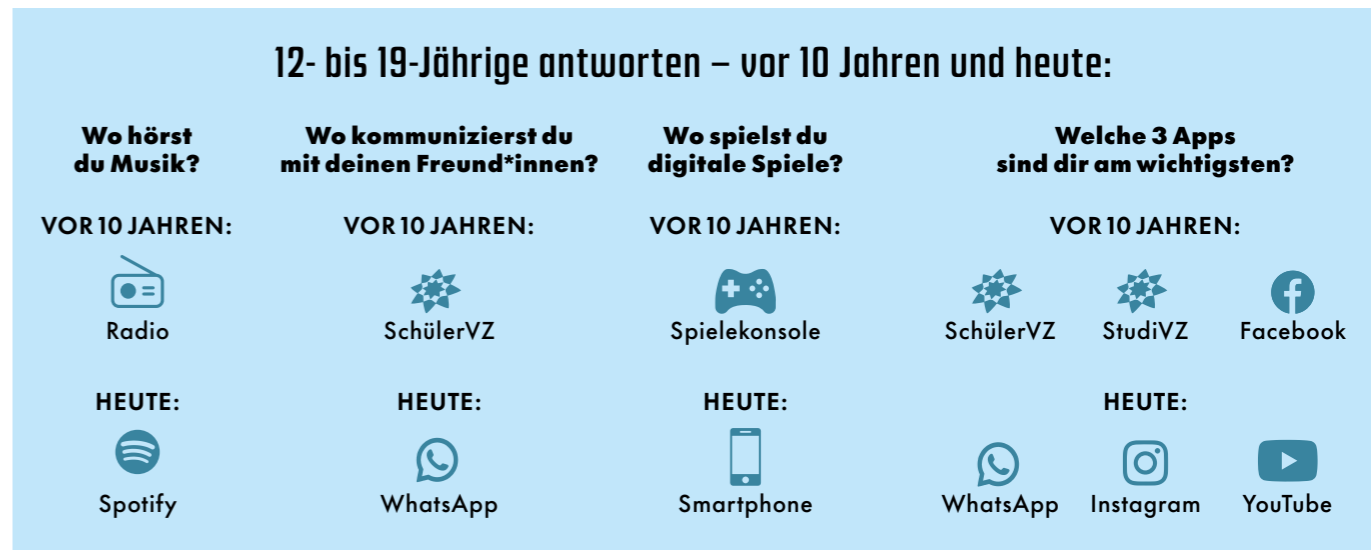 12- bis 19-Jährige antworten – vor 10 Jahren und heute:
Wo hörst
du Musik?
VOR 10 JAHREN:
Radio
HEUTE:
Spotify
Wo kommunizierst du
mit deinen Freund*innen?
VOR 10 JAHREN:
SchülerVZ
HEUTE:
WhatsApp
Wo spielst du
digitale Spiele?
VOR 10 JAHREN:
Spielekonsole
HEUTE:
Smartphone
Welche 3 Apps
sind dir am wichtigsten?
VOR 10 JAHREN:
SchülerVZ StudiVZ Facebook
HEUTE:
WhatsApp Instagram YouTube